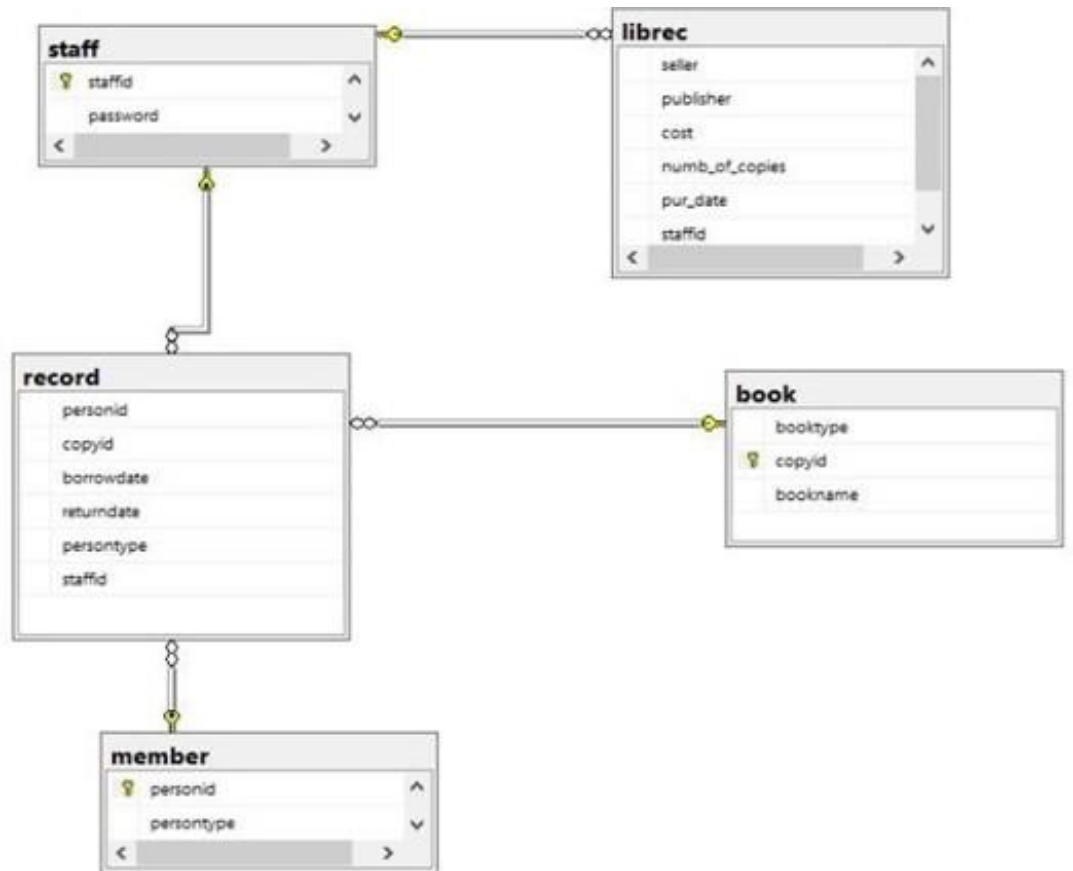 staff
staffid
password
librec
seller
publisher
cost
numb_of_copies
pur_date
staffid
record
personid
copyid
borrowdate
returndate
persontype
staffid
book
booktype
copyid
bookname
member
personid
persontype